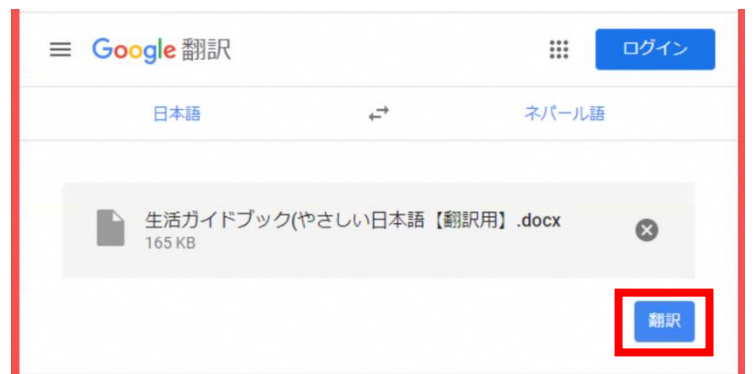 Google 翻訳
ログイン
日本語
ネパール語
生活ガイドブック(やさしい日本語【翻訳用】.docx
165 KB
翻訳